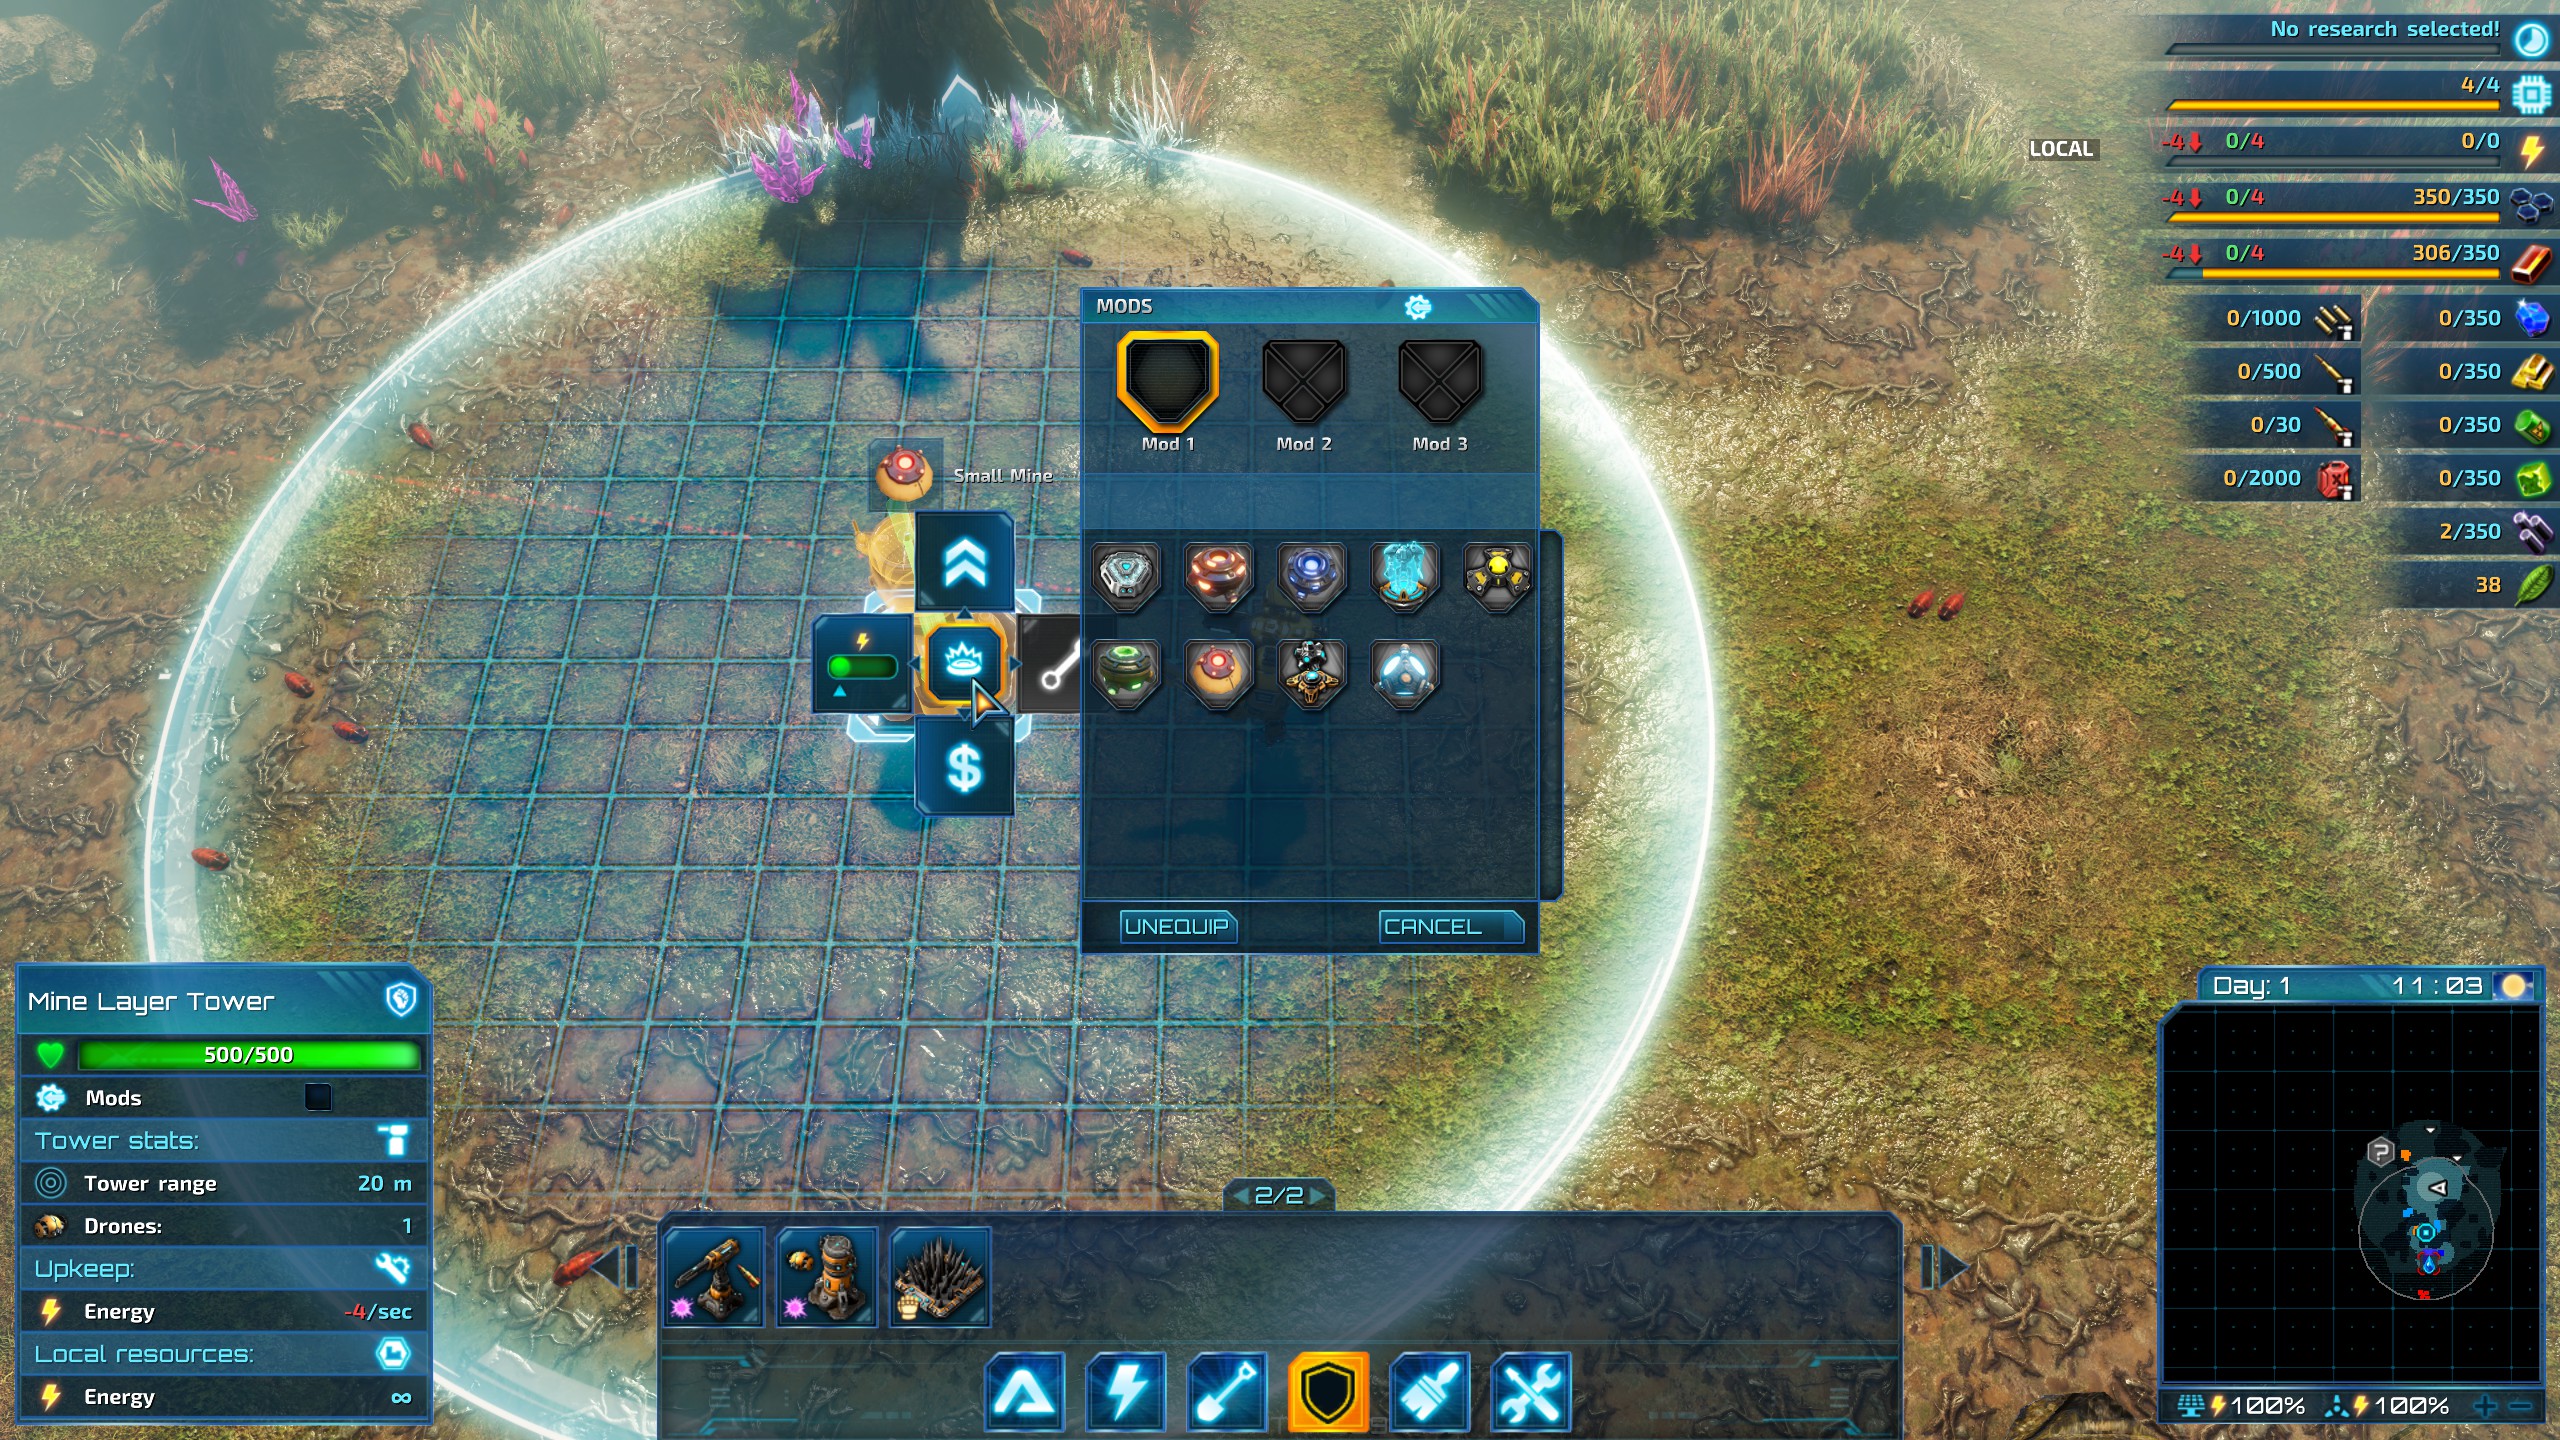 No research selected!
4/4
LOCAL
-4 0/4 0/0
-4 0/4 350/350
-4 0/4 306/350
0/1000 0/350
0/500 0/350
0/30 0/350
0/2000 0/350
2/350
38
MODS
Mod 1 Mod 2 Mod 3
Small Mine
$
UNEQUIP CANCEL
Mine Layer Tower
500/500
Mods
Tower stats:
Tower range 20 m
Drones: 1
Upkeep:
Energy -4/sec
Local resources:
Energy ∞
2/2
Day: 1 11:03
?
100% 100%